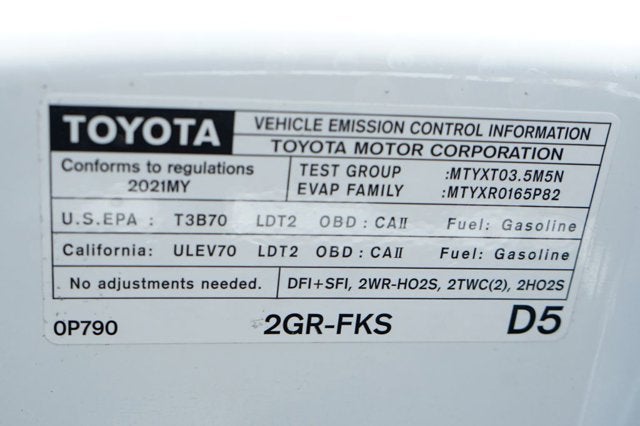 TOYOTA
VEHICLE EMISSION CONTROL INFORMATION
TOYOTA MOTOR CORPORATION
Conforms to regulations
2021MY
TEST GROUP :MTYXT03.5M5N
EVAP FAMILY :MTYXR0165P82
U.S.EPA : T3B70 LDT2 OBD : CAII Fuel: Gasoline
California: ULEV70 LDT2 OBD : CAII Fuel: Gasoline
No adjustments needed. DFI+SFI, 2WR-HO2S, 2TWC(2), 2HO2S
0P790 2GR-FKS D5